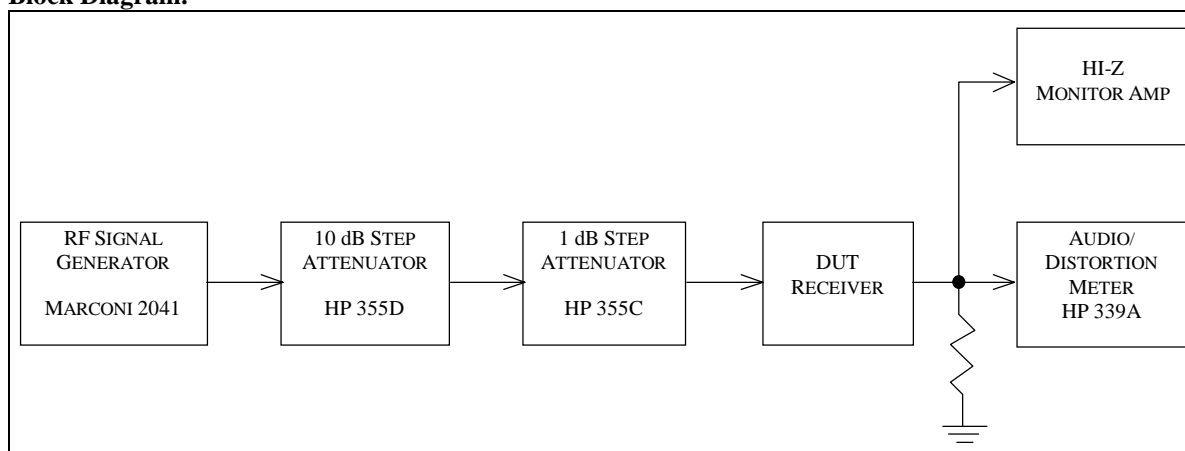 Block Diagram:
HI-Z
MONITOR AMP
RF SIGNAL
GENERATOR
MARCONI 2041
10 dB STEP
ATTENUATOR
HP 355D
1 dB STEP
ATTENUATOR
HP 355C
DUT
RECEIVER
AUDIO/
DISTORTION
METER
HP 339A